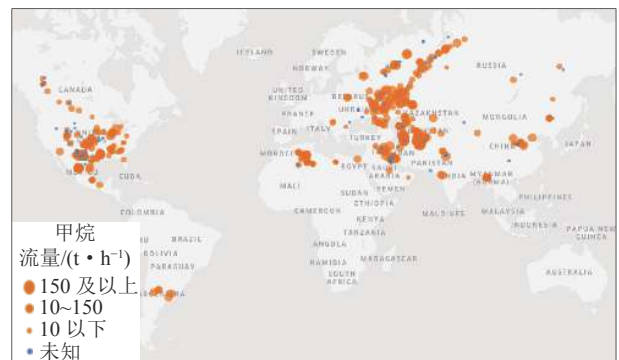 ICELAND
SWEDEN
NORWAY
RUSSIA
CANADA
UNITED
KINGDOM
BELARUS
UKRAINE
KAZAKHSTAN
FRANCE
MONGOLIA
SPAIN
ITALY
TURKEY
CHINA
JAPAN
MOROCCO
IRAN
PAKISTAN
EGYPT
SAUDI
ARABIA
INDIA
MEXICO
CUBA
MALI
SUDAN
YEMEN
MYANMAR
(BURMA)
PHILIPPINES
ETHIOPIA
COLOMBIA
CAMEROON
MALDIVES
MALAYSIA
KENYA
INDONESIA
PAPUA NEW
GUINEA
TANZANIA
BRAZIL
BOLIVIA
ANGOLA
PARAGUAY
NAMIBIA
MADAGASCAR
AUSTRALIA
SOUTH
AFRICA
甲烷
流量/(t·h⁻¹)
150 及以上
10~150
10 以下
未知